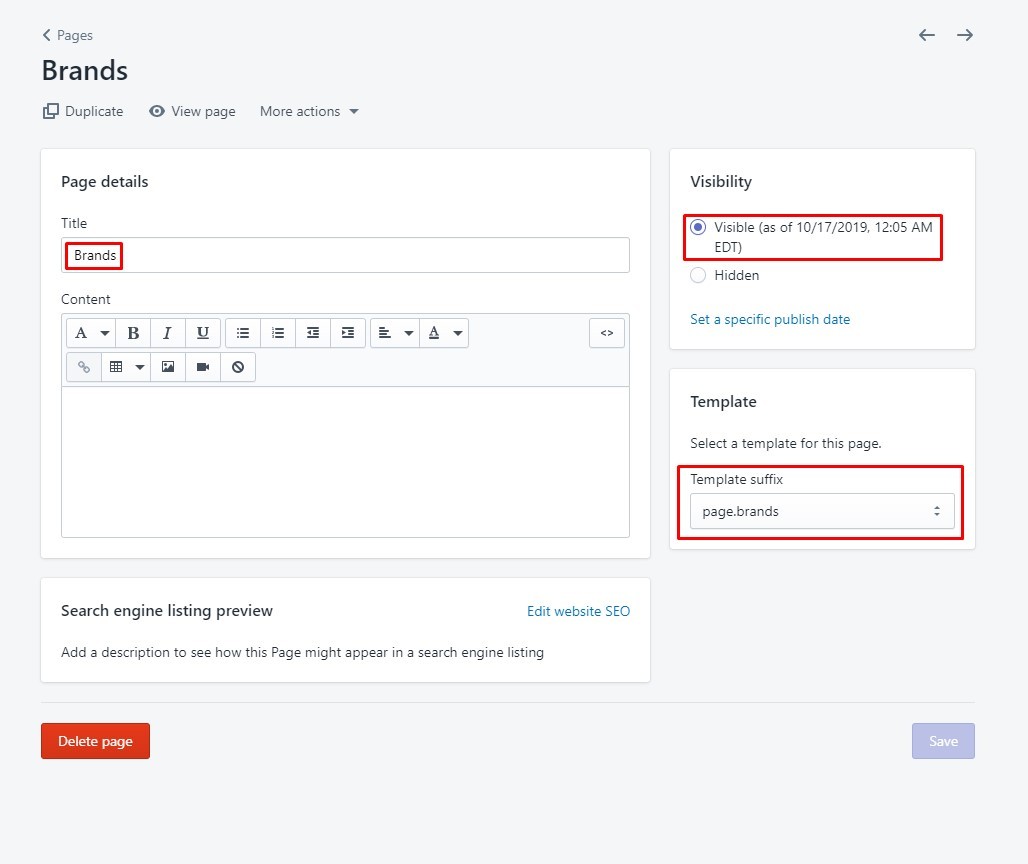 Pages
Brands
Duplicate View page More actions
Page details
Title
Brands
Content
A B I U A <>
Visibility
Visible (as of 10/17/2019, 12:05 AM
EDT)
Hidden
Set a specific publish date
Template
Select a template for this page.
Template suffix
page.brands
Search engine listing preview Edit website SEO
Add a description to see how this Page might appear in a search engine listing
Delete page Save